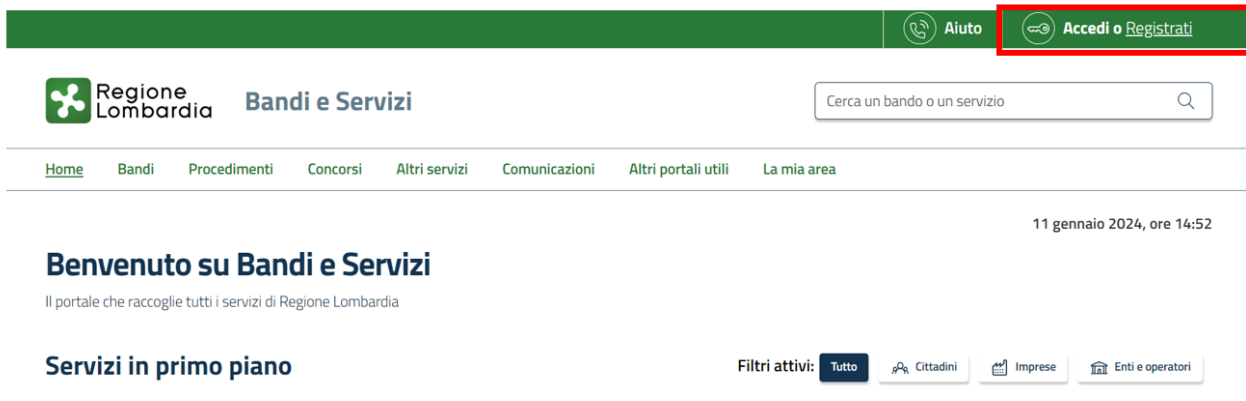 Aiuto Accedi o Registrati
Regione
Lombardia
Bandi e Servizi
Cerca un bando o un servizio
Home Bandi Procedimenti Concorsi Altri servizi Comunicazioni Altri portali utili La mia area
11 gennaio 2024, ore 14:52
Benvenuto su Bandi e Servizi
Il portale che raccoglie tutti i servizi di Regione Lombardia
Servizi in primo piano
Filtri attivi: Tutto Cittadini Imprese Enti e operatori